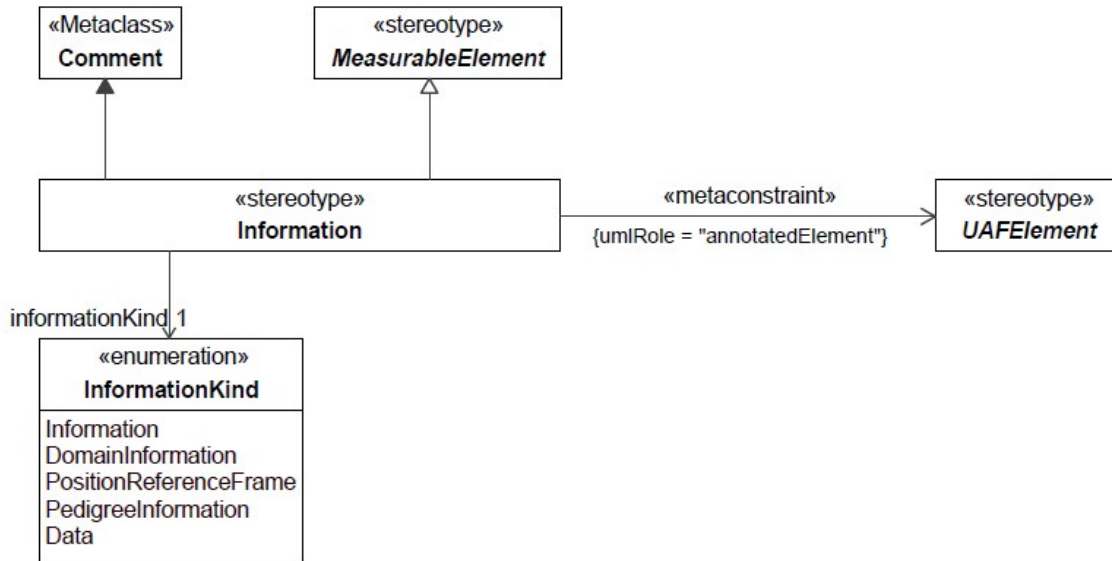 «Metaclass»
Comment
«stereotype»
MeasurableElement
«stereotype»
Information
«metaconstraint»
{umlRole = "annotatedElement"}
«stereotype»
UAFElement
informationKind 1
«enumeration»
InformationKind
Information
DomainInformation
PositionReferenceFrame
PedigreeInformation
Data